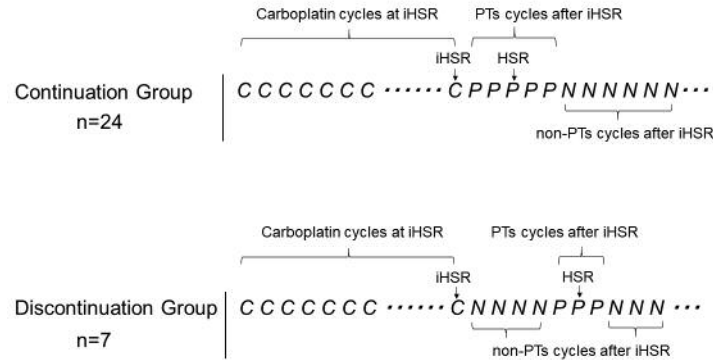 Carboplatin cycles at iHSR PTs cycles after iHSR
iHSR HSR
Continuation Group C C C C C C C ······ C P P P P P N N N N N N ···
n=24
non-PTs cycles after iHSR
Carboplatin cycles at iHSR PTs cycles after iHSR
iHSR HSR
Discontinuation Group C C C C C C C ······ C N N N N P P P N N N ···
n=7
non-PTs cycles after iHSR